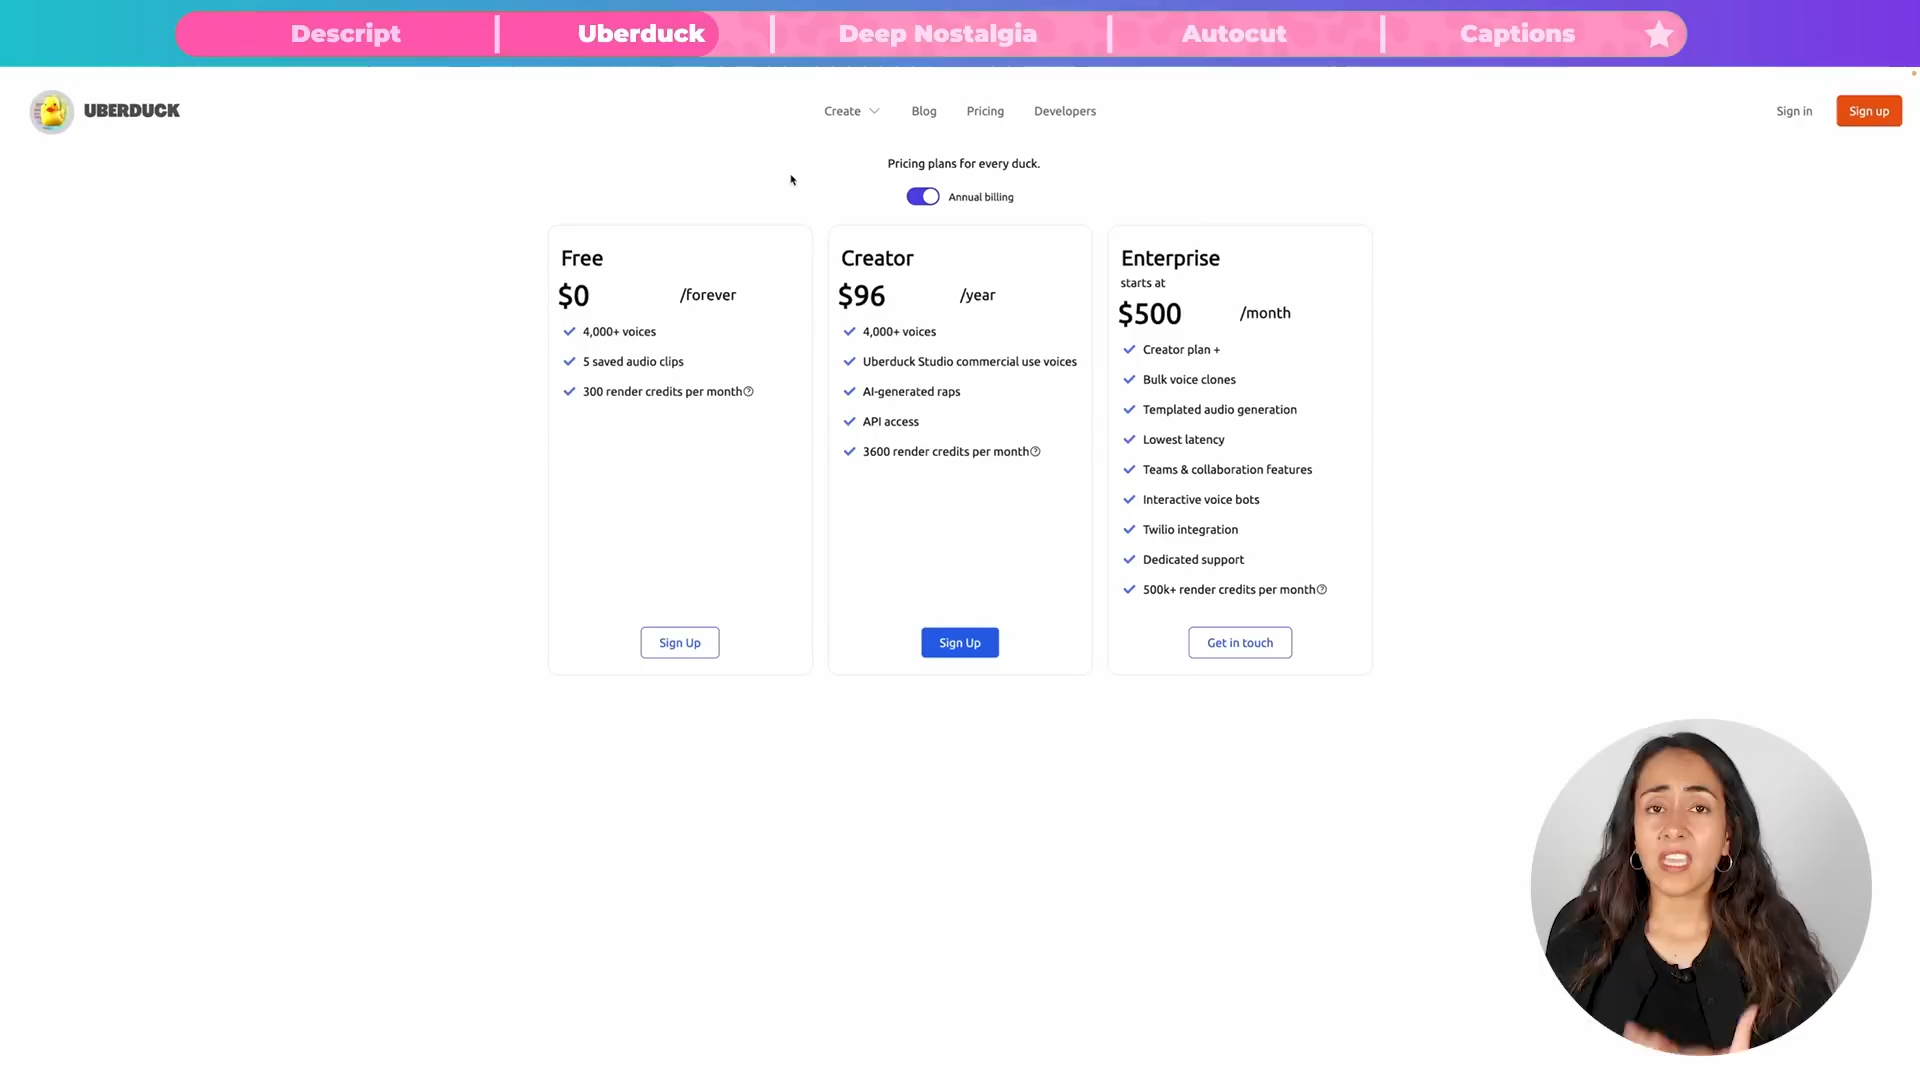 Descript
Uberduck
Deep Nostalgia
Autocut
Captions
UBERDUCK
Create
Blog
Pricing
Developers
Sign in
Sign up
Pricing plans for every duck.
Annual billing
Free
$0 /forever
4,000+ voices
5 saved audio clips
300 render credits per month
Sign Up
Creator
$96 /year
4,000+ voices
Uberduck Studio commercial use voices
AI-generated raps
API access
3600 render credits per month
Sign Up
Enterprise
starts at
$500 /month
Creator plan +
Bulk voice clones
Templated audio generation
Lowest latency
Teams & collaboration features
Interactive voice bots
Twilio integration
Dedicated support
500k+ render credits per month
Get in touch